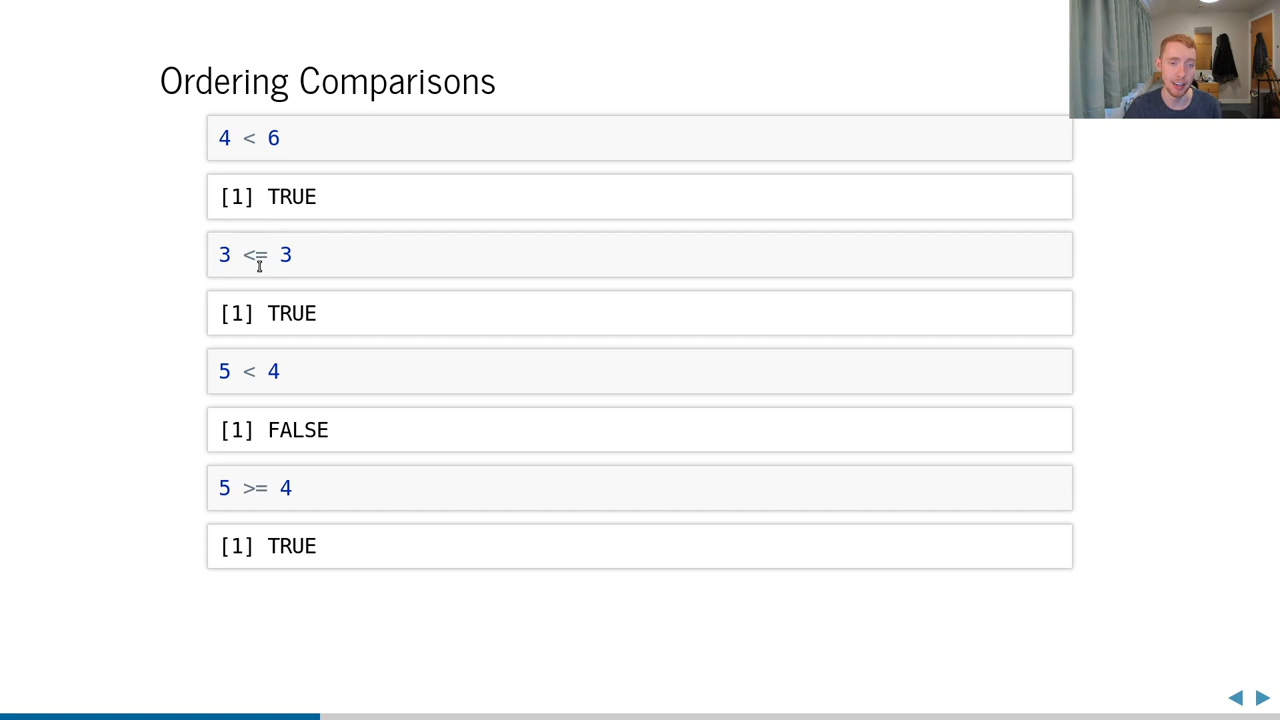 Ordering Comparisons
4 < 6
[1] TRUE
3 <= 3
[1] TRUE
5 < 4
[1] FALSE
5 >= 4
[1] TRUE